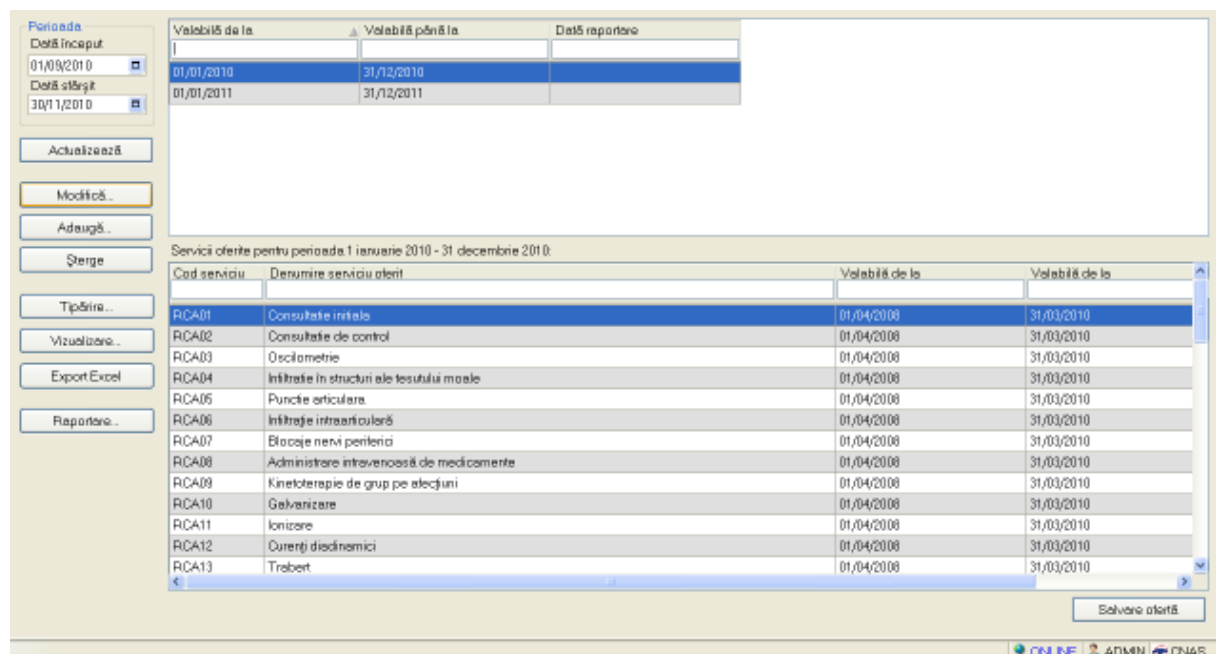 Perioada
Dată început
01/09/2010
Dată sfârşit
30/11/2010
Actualizează
Modifică...
Adaugă...
Şterge
Tipărire...
Vizualizare...
Export Excel
Raportare...
Valabilă de la Valabilă până la Dată raportare
01/01/2010 31/12/2010
01/01/2011 31/12/2011
Servicii oferite pentru perioada 1 ianuarie 2010 - 31 decembrie 2010:
Cod serviciu Denumire serviciu oferit Valabilă de la Valabilă de la
RCA01 Consultatie initiala 01/04/2008 31/03/2010
RCA02 Consultatie de control 01/04/2008 31/03/2010
RCA03 Oscilometrie 01/04/2008 31/03/2010
RCA04 Infiltratie în structuri ale tesutului moale 01/04/2008 31/03/2010
RCA05 Punctie articulara 01/04/2008 31/03/2010
RCA06 Infiltraţie intraarticulară 01/04/2008 31/03/2010
RCA07 Blocaje nervi periferici 01/04/2008 31/03/2010
RCA08 Administrare intravenoasă de medicamente 01/04/2008 31/03/2010
RCA09 Kinetoterapie de grup pe afecţiuni 01/04/2008 31/03/2010
RCA10 Galvanizare 01/04/2008 31/03/2010
RCA11 Ionizare 01/04/2008 31/03/2010
RCA12 Curenţi diadinamici 01/04/2008 31/03/2010
RCA13 Trabert 01/04/2008 31/03/2010
Salvare ofertă
ONLINE ADMIN CNAS